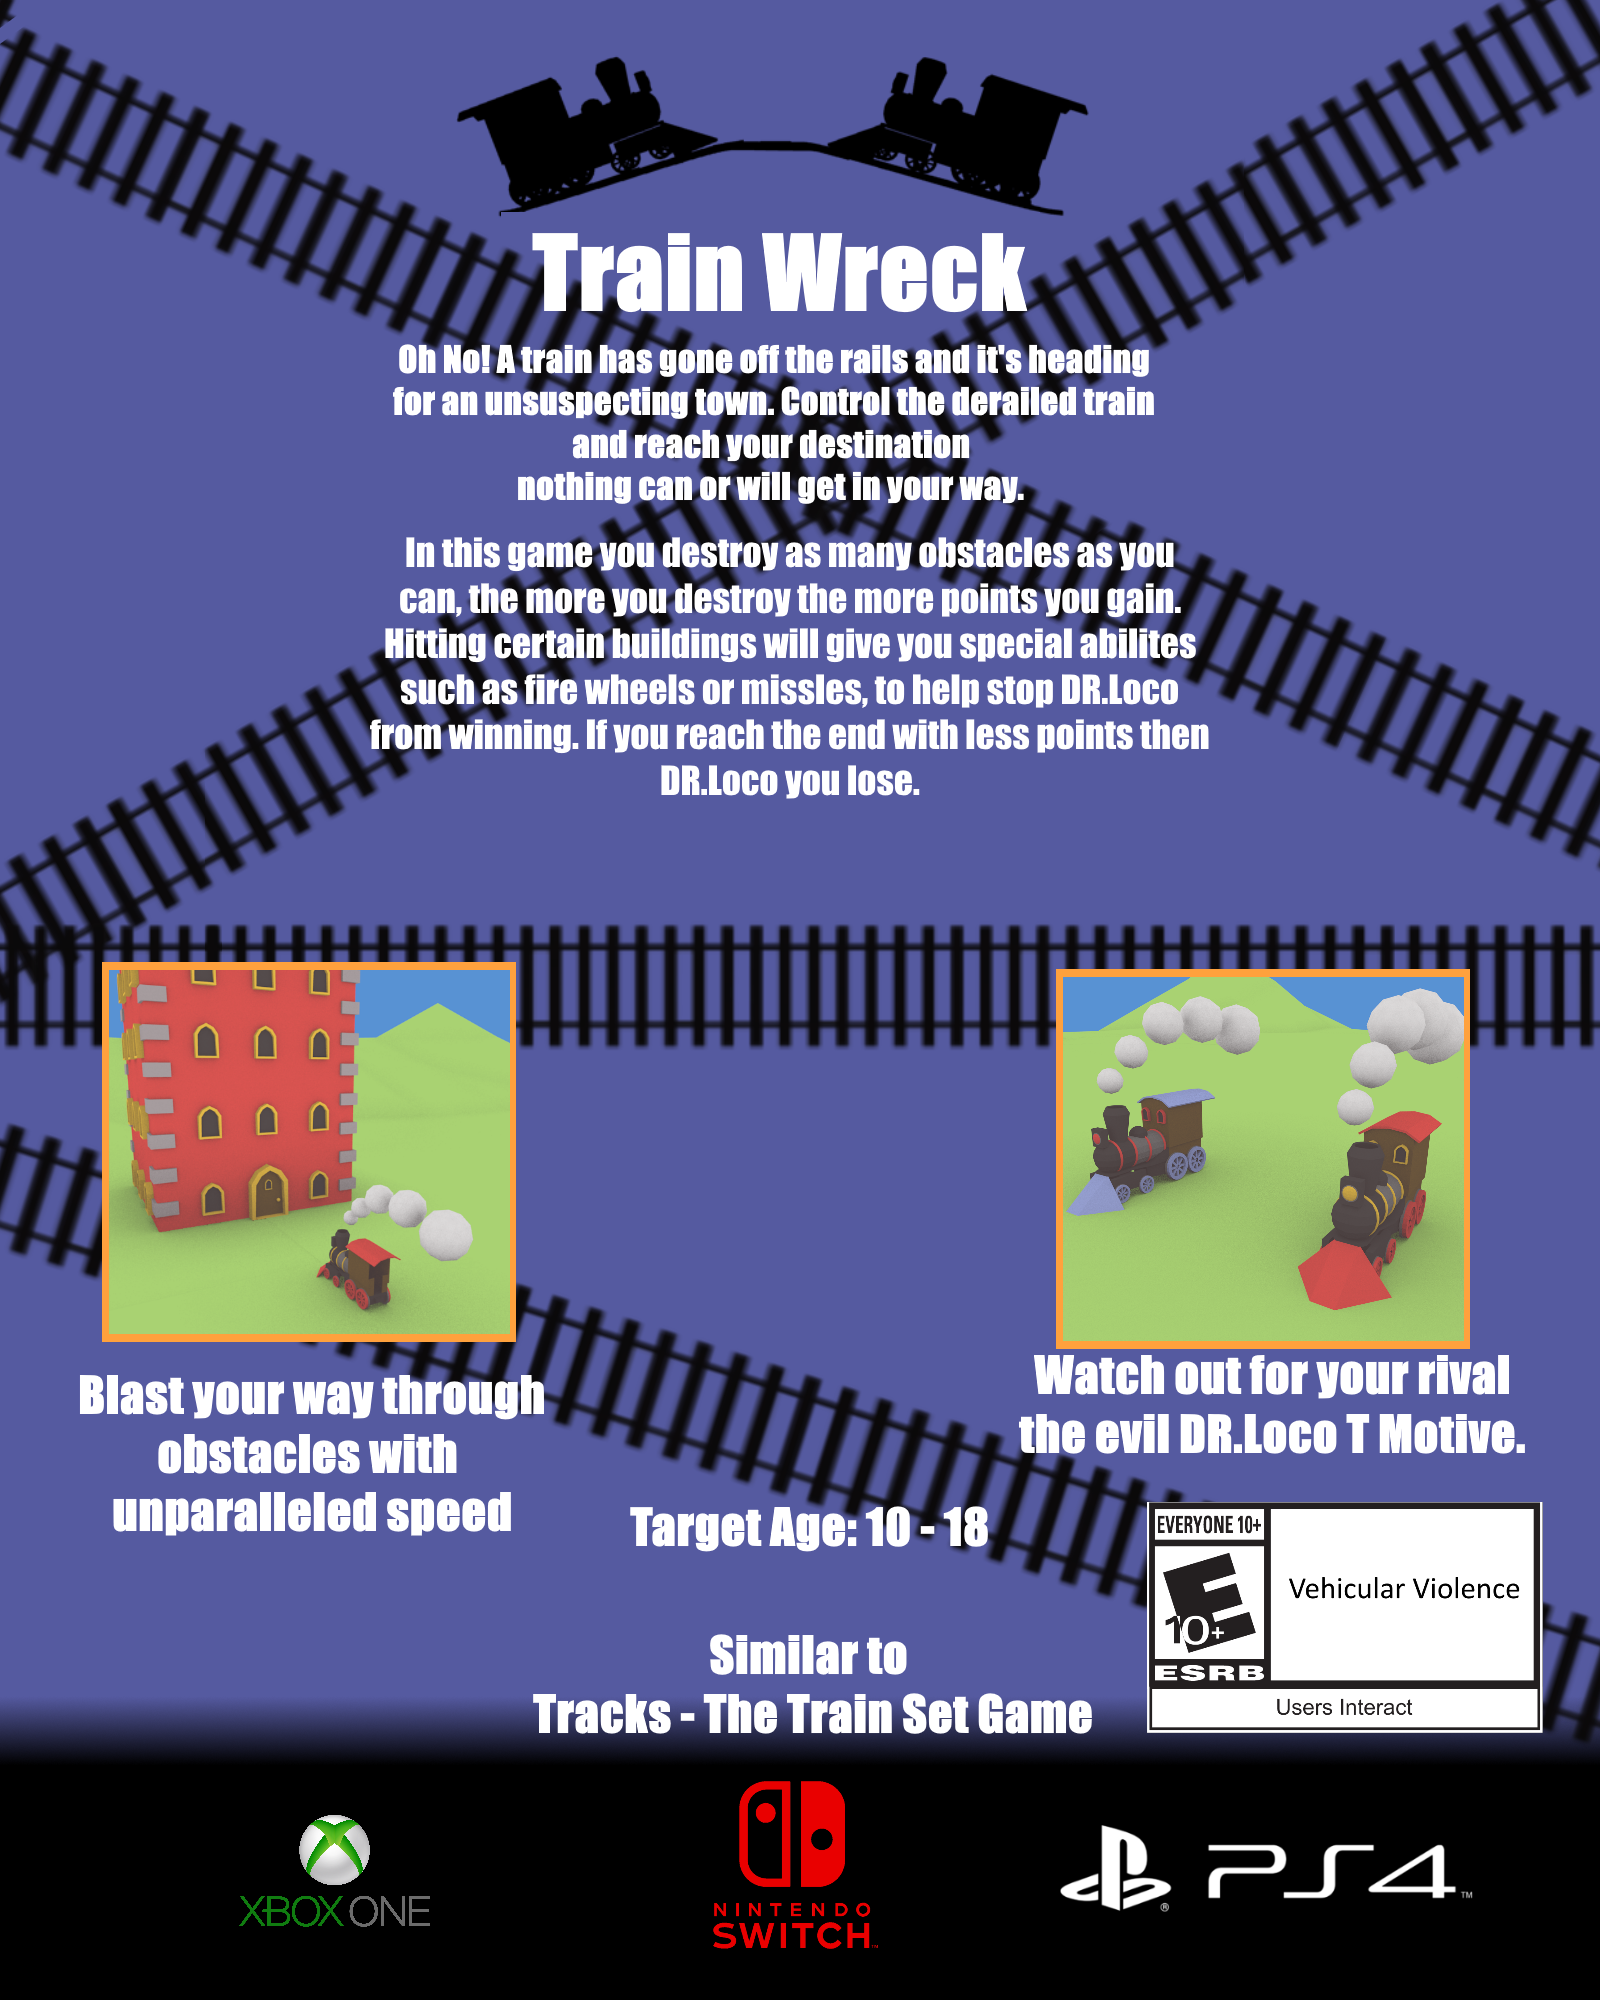 Train Wreck
Oh No! A train has gone off the rails and it's heading
for an unsuspecting town. Control the derailed train
and reach your destination
nothing can or will get in your way.
In this game you destroy as many obstacles as you
can, the more you destroy the more points you gain.
Hitting certain buildings will give you special abilites
such as fire wheels or missles, to help stop DR.Loco
from winning. If you reach the end with less points then
DR.Loco you lose.
Blast your way through
obstacles with
unparalleled speed
Watch out for your rival
the evil DR.Loco T Motive.
Target Age: 10 - 18
Similar to
Tracks - The Train Set Game
EVERYONE 10+
E
10+
ESRB
Vehicular Violence
Users Interact
XBOX ONE
NINTENDO
SWITCH™
® PS4™